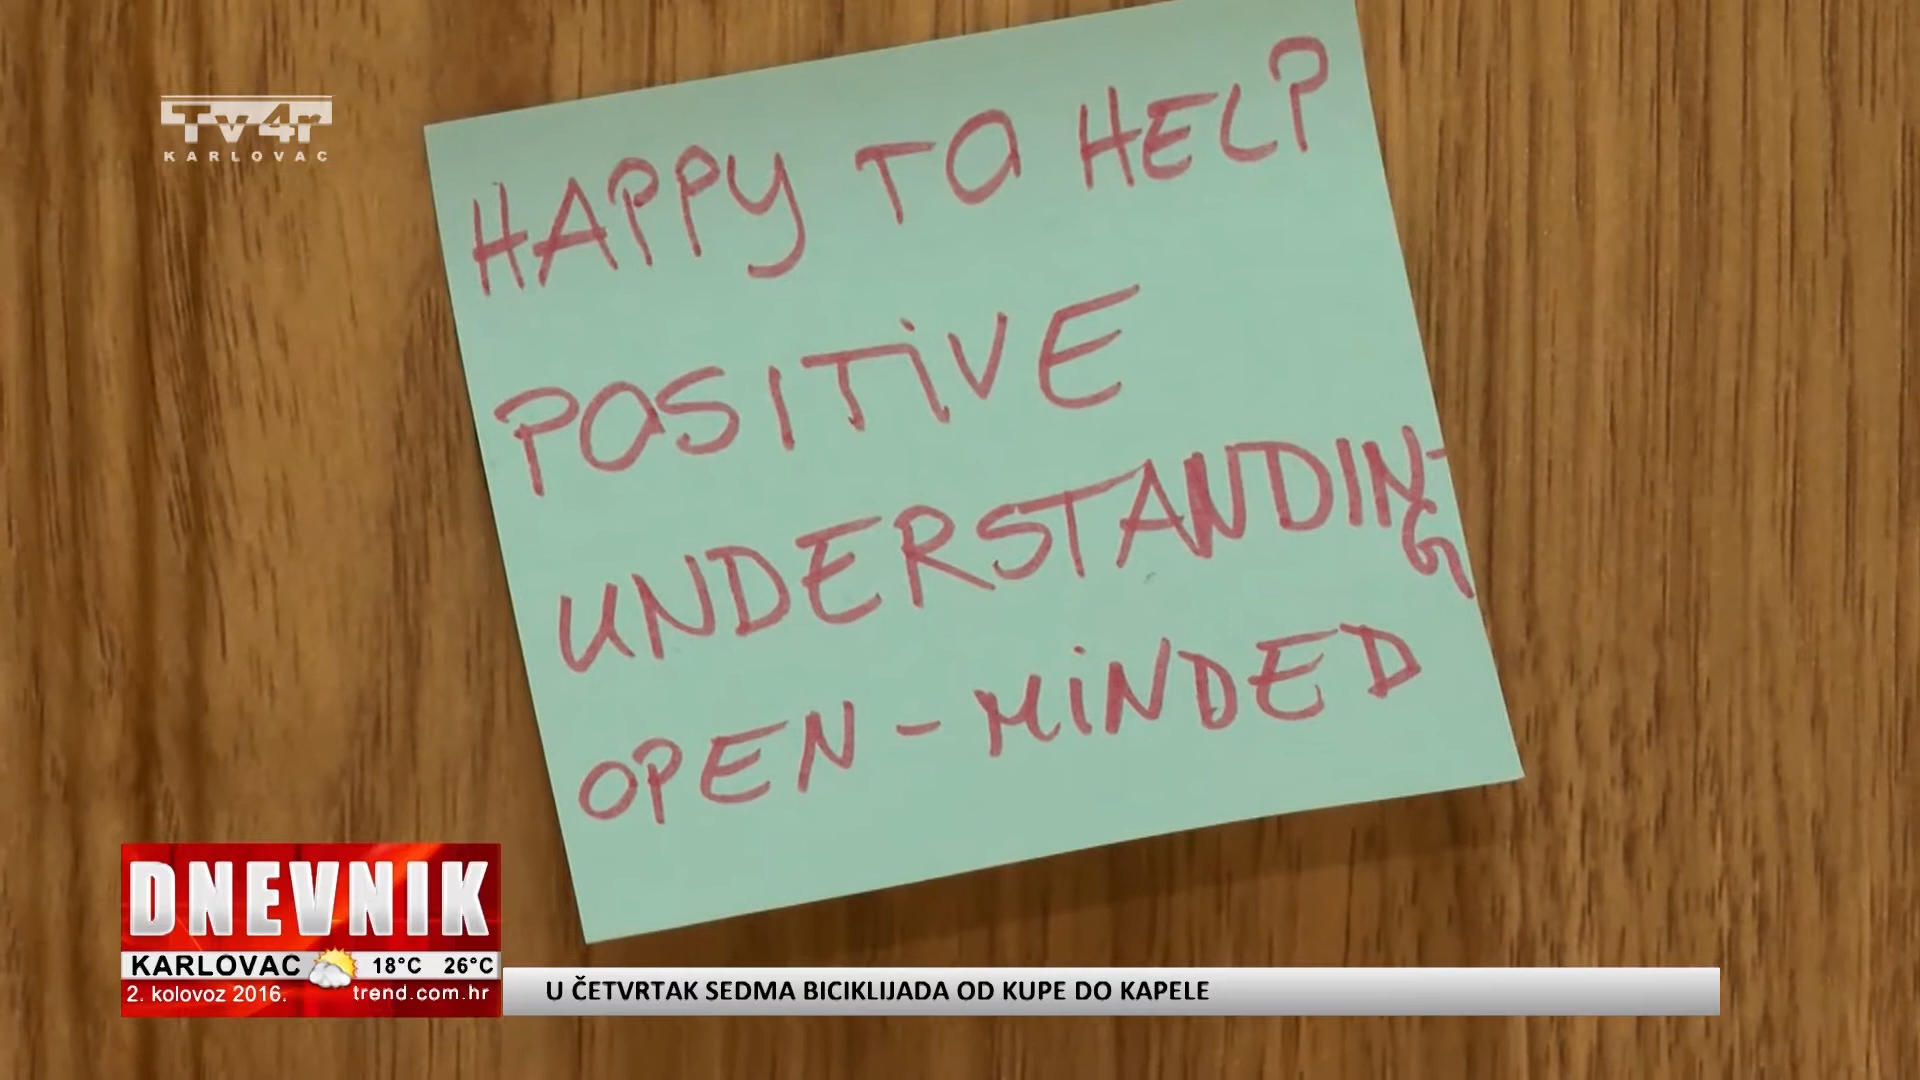 Tv4r
KARLOVAC
HAPPY TO HELP
POSITIVE
UNDERSTANDIN-
G
OPEN-MINDED
DNEVNIK
KARLOVAC 18°C 26°C
2. kolovoz 2016. trend.com.hr
U ČETVRTAK SEDMA BICIKLIJADA OD KUPE DO KAPELE